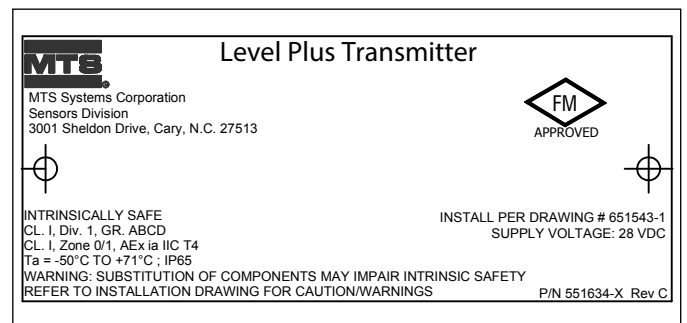 MTS
Level Plus Transmitter
MTS Systems Corporation
Sensors Division
3001 Sheldon Drive, Cary, N.C. 27513
FM
APPROVED
INTRINSICALLY SAFE
CL. I, Div. 1, GR. ABCD
CL. I, Zone 0/1, AEx ia IIC T4
Ta = -50°C TO +71°C ; IP65
INSTALL PER DRAWING # 651543-1
SUPPLY VOLTAGE: 28 VDC
WARNING: SUBSTITUTION OF COMPONENTS MAY IMPAIR INTRINSIC SAFETY
REFER TO INSTALLATION DRAWING FOR CAUTION/WARNINGS
P/N 551634-X Rev C